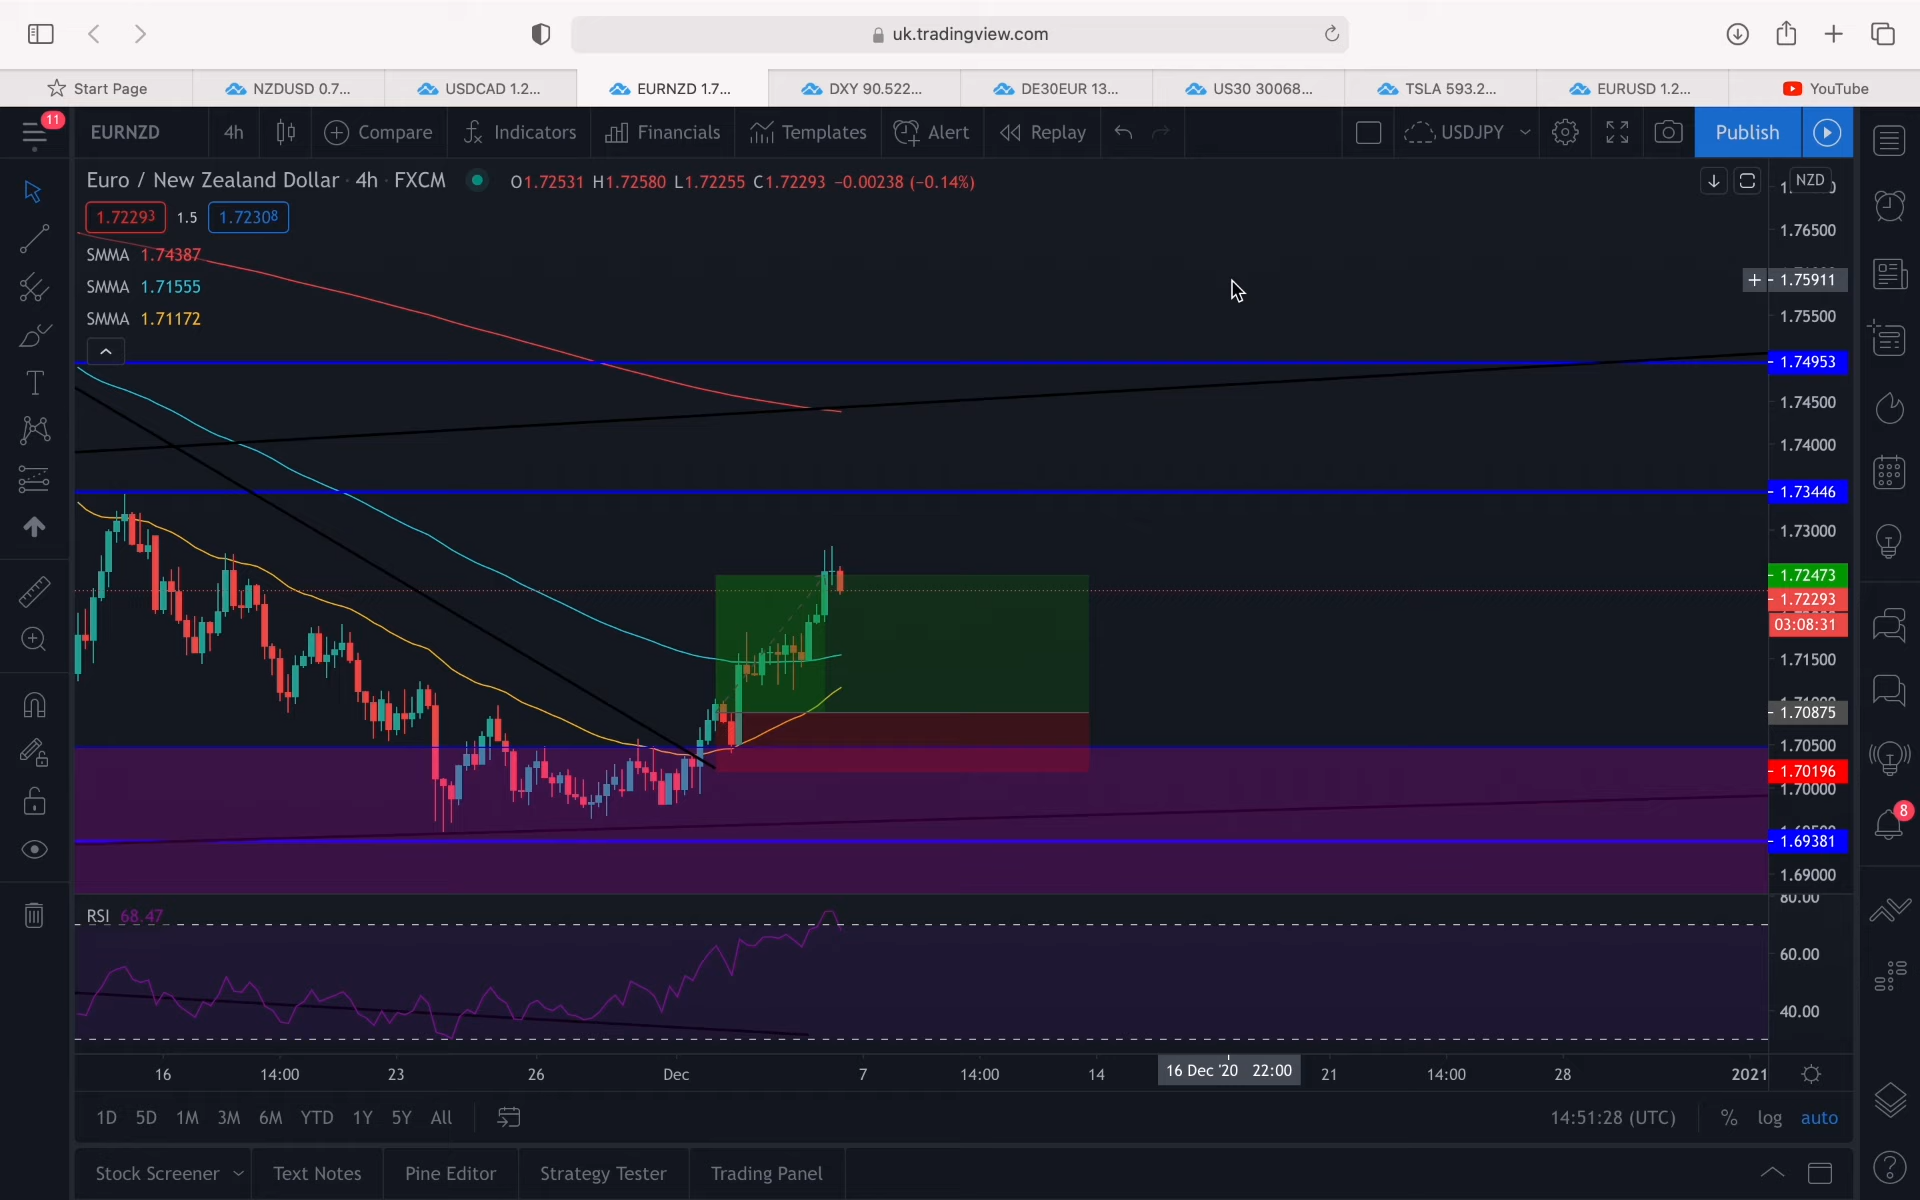 uk.tradingview.com
Start Page
NZDUSD 0.7...
USDCAD 1.2...
EURNZD 1.7...
DXY 90.522...
DE30EUR 13...
US30 30068...
TSLA 593.2...
EURUSD 1.2...
YouTube
11
EURNZD
4h
Compare
Indicators
Financials
Templates
Alert
Replay
USDJPY
Publish
Euro / New Zealand Dollar · 4h · FXCM
O1.72531 H1.72580 L1.72255 C1.72293 −0.00238 (−0.14%)
NZD
1.72293 1.5 1.72308
SMMA 1.74387
SMMA 1.71555
SMMA 1.71172
1.76500
1.75911
1.75500
1.74953
1.74500
1.74000
1.73446
1.73000
1.72473
1.72293
03:08:31
1.71500
1.70875
1.70500
1.70196
1.70000
1.69381
1.69000
8
RSI 68.47
80.00
60.00
40.00
16
14:00
23
26
Dec
7
14:00
14
16 Dec '20 22:00
21
14:00
28
2021
1D
5D
1M
3M
6M
YTD
1Y
5Y
All
14:51:28 (UTC)
%
log
auto
Stock Screener
Text Notes
Pine Editor
Strategy Tester
Trading Panel